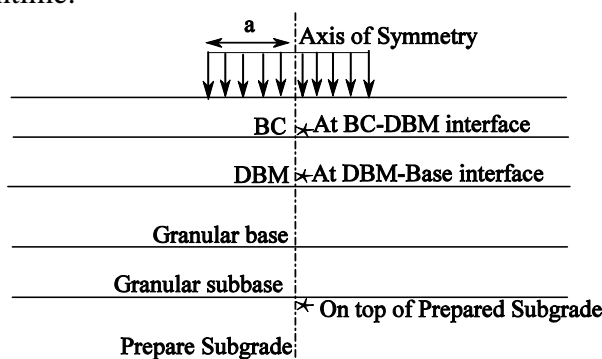 a
Axis of Symmetry
BC At BC-DBM interface
DBM At DBM-Base interface
Granular base
Granular subbase
On top of Prepared Subgrade
Prepare Subgrade